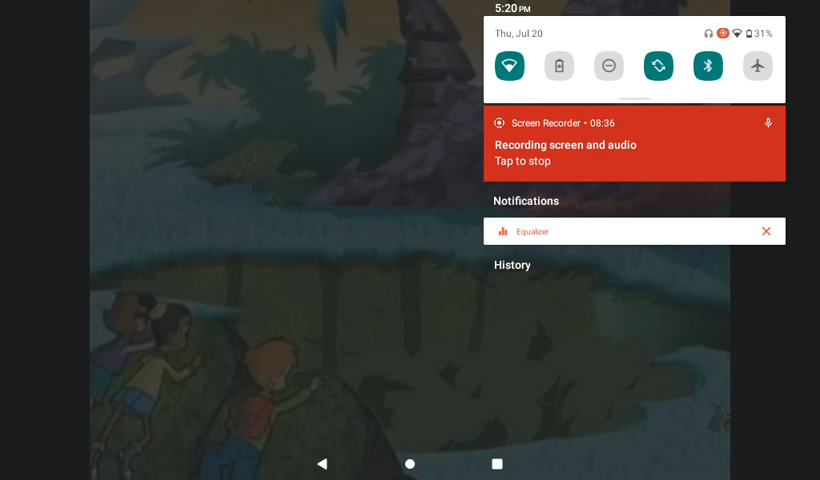 5:20 PM
Thu, Jul 20
31%
Screen Recorder • 08:36
Recording screen and audio
Tap to stop
Notifications
Equalizer
History